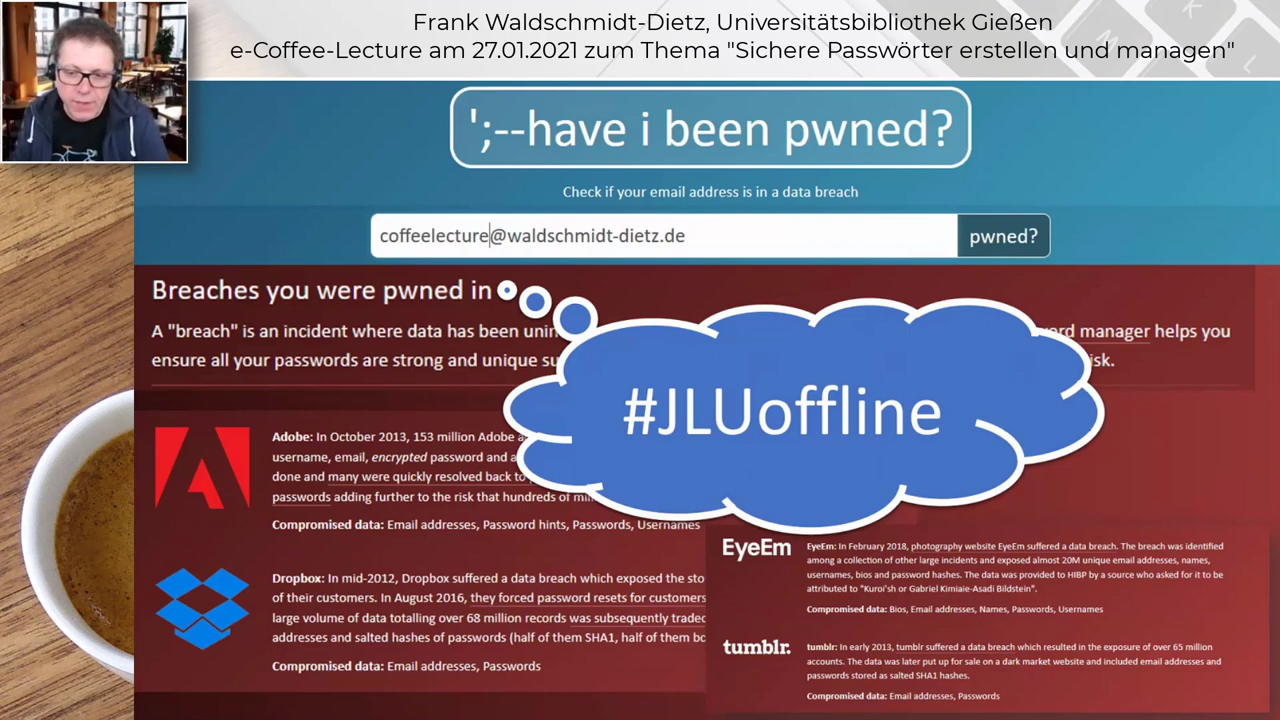 Frank Waldschmidt-Dietz, Universitätsbibliothek Gießen
e-Coffee-Lecture am 27.01.2021 zum Thema "Sichere Passwörter erstellen und managen"
';--have i been pwned?
Check if your email address is in a data breach
coffeelecture@waldschmidt-dietz.de
pwned?
Breaches you were pwned in
A "breach" is an incident where data has been manager helps you
ensure all your passwords are strong and unique
#JLUoffline
Adobe: In October 2013, 153 million Adobe
username, email, encrypted password and
done and many were quickly resolved back to
passwords adding further to the risk that hundreds of
Compromised data: Email addresses, Password hints, Passwords, Usernames
Dropbox: In mid-2012, Dropbox suffered a data breach which exposed the
of their customers. In August 2016, they forced password resets for customers
large volume of data totalling over 68 million records was subsequently traded
addresses and salted hashes of passwords (half of them SHA1, half of them
Compromised data: Email addresses, Passwords
EyeEm
EyeEm: In February 2018, photography website EyeEm suffered a data breach. The breach was identified
among a collection of other large incidents and exposed almost 20M unique email addresses, names,
usernames, bios and password hashes. The data was provided to HIBP by a source who asked for it to be
attributed to "Kuroi'sh or Gabriel Kimiaie-Asadi Bildstein".
Compromised data: Bios, Email addresses, Names, Passwords, Usernames
tumblr.
tumblr: In early 2013, tumblr suffered a data breach which resulted in the exposure of over 65 million
accounts. The data was later put up for sale on a dark market website and included email addresses and
passwords stored as salted SHA1 hashes.
Compromised data: Email addresses, Passwords